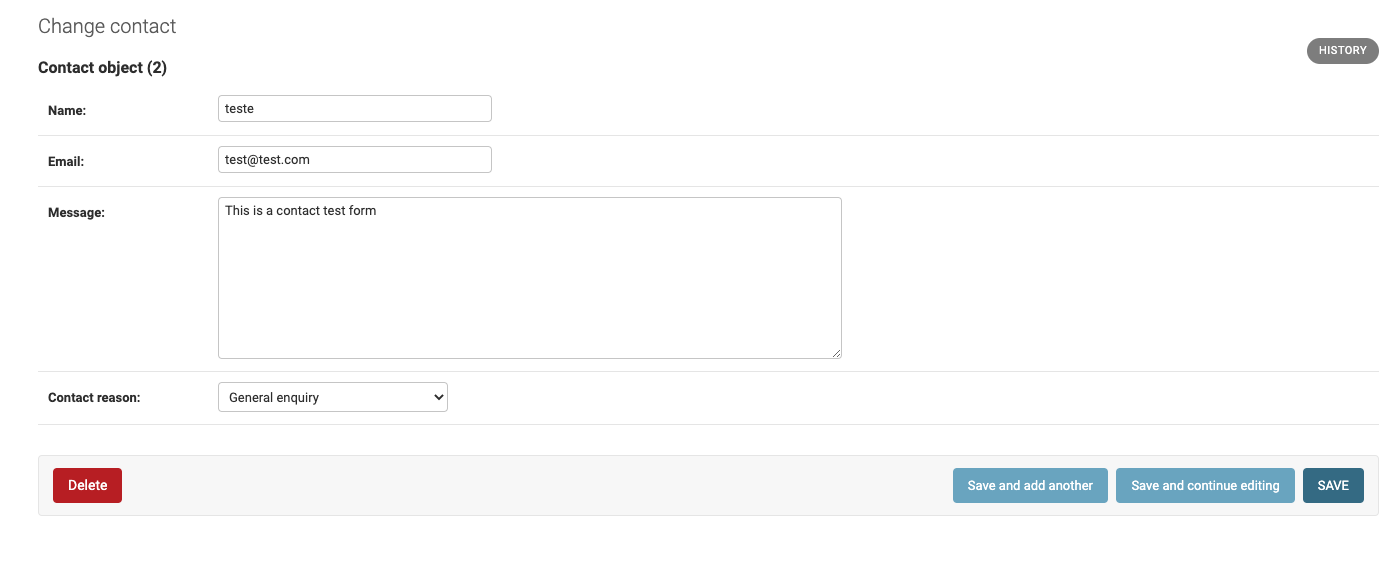 Change contact
HISTORY
Contact object (2)
Name:
teste
Email:
test@test.com
Message:
This is a contact test form
Contact reason:
General enquiry
Delete
Save and add another
Save and continue editing
SAVE